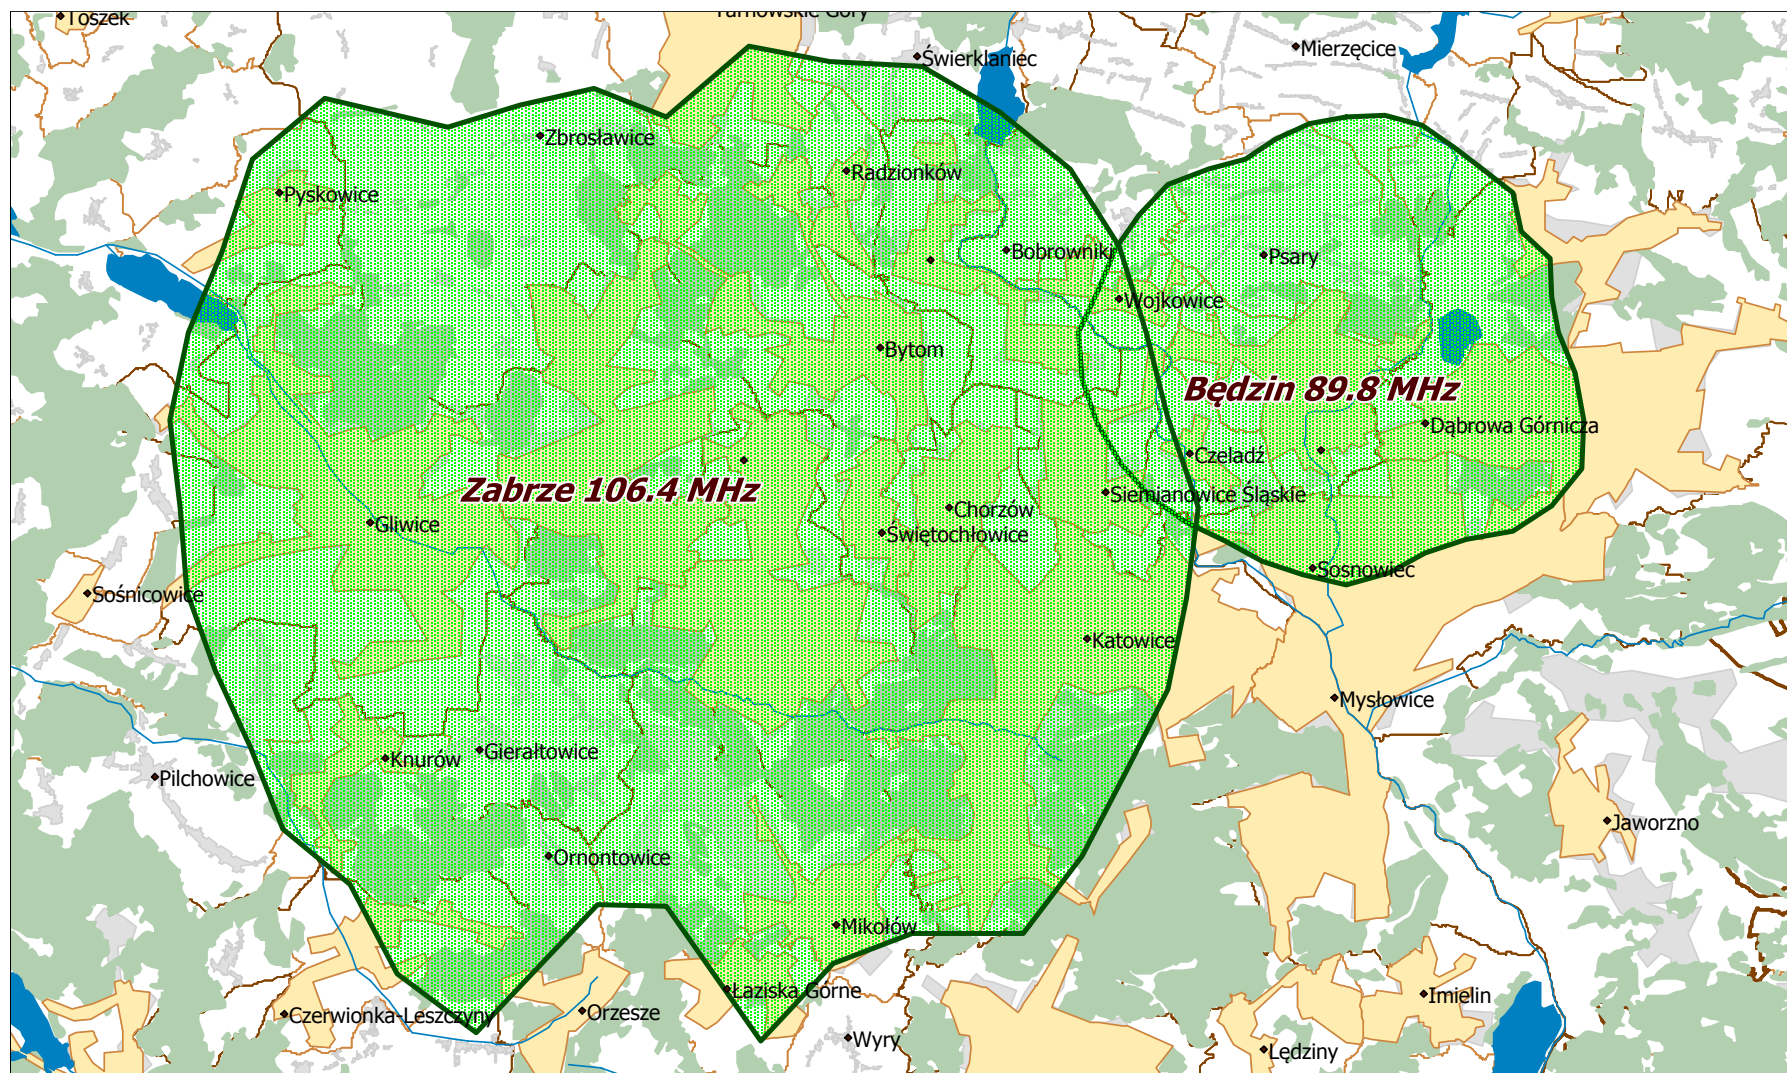 Toszek
Tarnowskie Góry
Świerklaniec
Mierzęcice
Zbrosławice
Radzionków
Pyskowice
Bobrowniki
Psary
Wojkowice
Bytom
Będzin 89.8 MHz
Dąbrowa Górnicza
Czeladź
Zabrze 106.4 MHz
Siemianowice Śląskie
Chorzów
Gliwice
Świętochłowice
Sosnowiec
Sośnicowice
Katowice
Mysłowice
Gierałtowice
Knurów
Pilchowice
Jaworzno
Ornontowice
Mikołów
Łaziska Górne
Imielin
Czerwionka-Leszczyny
Orzesze
Wyry
Lędziny